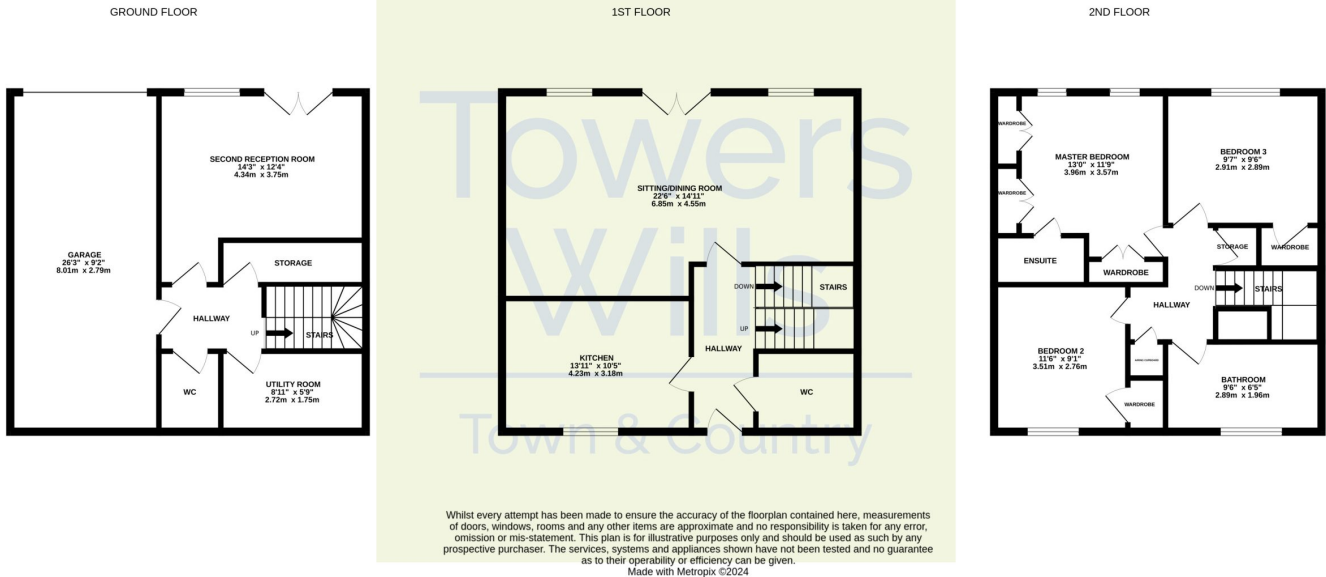 GROUND FLOOR
1ST FLOOR
2ND FLOOR
SECOND RECEPTION ROOM
14'3" x 12'4"
4.34m x 3.75m
GARAGE
26'3" x 9'2"
8.01m x 2.79m
STORAGE
HALLWAY
UP
STAIRS
WC
UTILITY ROOM
8'11" x 5'9"
2.72m x 1.75m
Towers
Wills
Town & Country
SITTING/DINING ROOM
22'6" x 14'11"
6.85m x 4.55m
DOWN
STAIRS
UP
HALLWAY
KITCHEN
13'11" x 10'5"
4.23m x 3.18m
WC
WARDROBE
MASTER BEDROOM
13'0" x 11'9"
3.96m x 3.57m
BEDROOM 3
9'7" x 9'6"
2.91m x 2.89m
WARDROBE
ENSUITE
WARDROBE
STORAGE
WARDROBE
DOWN
STAIRS
HALLWAY
BEDROOM 2
11'6" x 9'1"
3.51m x 2.76m
WARDROBE
BATHROOM
9'6" x 6'5"
2.89m x 1.96m
Whilst every attempt has been made to ensure the accuracy of the floorplan contained here, measurements
of doors, windows, rooms and any other items are approximate and no responsibility is taken for any error,
omission or mis-statement. This plan is for illustrative purposes only and should be used as such by any
prospective purchaser. The services, systems and appliances shown have not been tested and no guarantee
as to their operability or efficiency can be given.
Made with Metropix ©2024